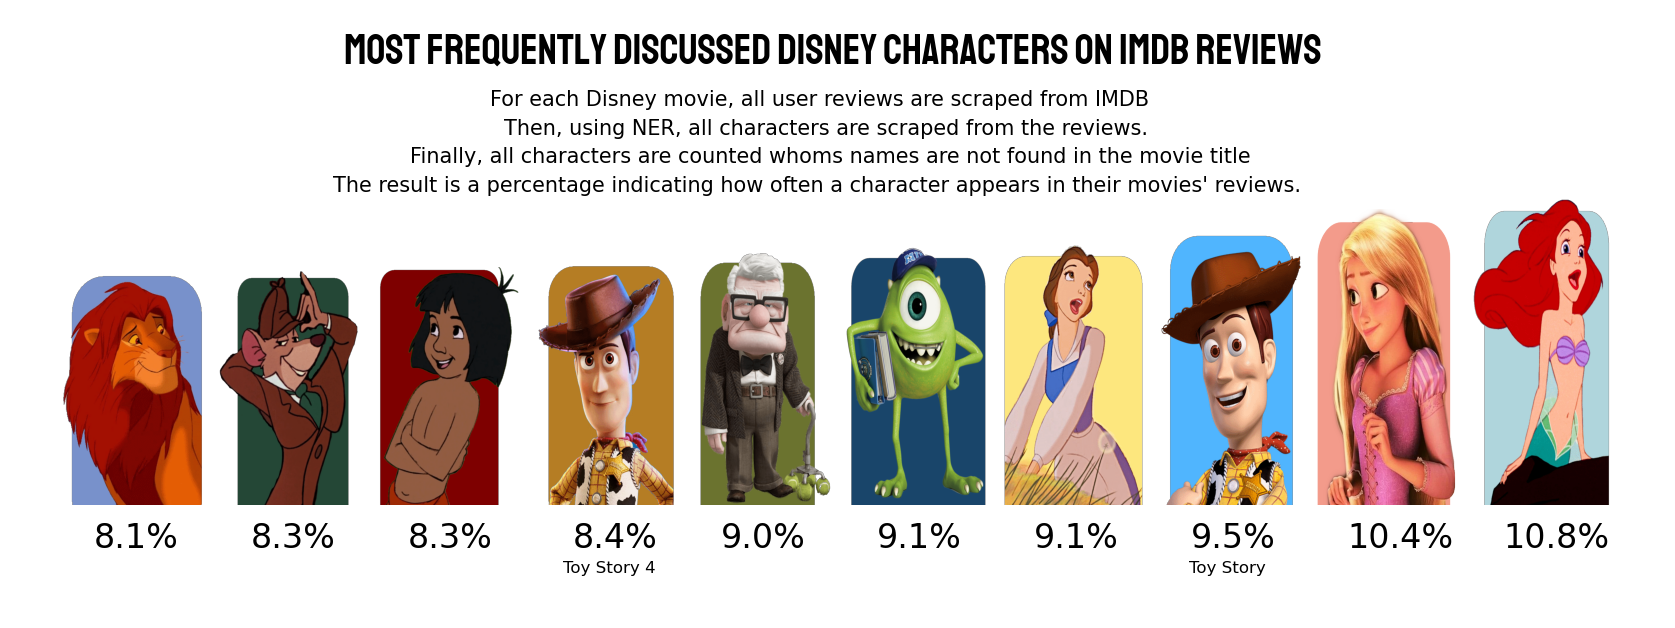 MOST FREQUENTLY DISCUSSED DISNEY CHARACTERS ON IMDB REVIEWS
For each Disney movie, all user reviews are scraped from IMDB
Then, using NER, all characters are scraped from the reviews.
Finally, all characters are counted whoms names are not found in the movie title
The result is a percentage indicating how often a character appears in their movies' reviews.
8.1% 8.3% 8.3% 8.4% 9.0% 9.1% 9.1% 9.5% 10.4% 10.8%
Toy Story 4 Toy Story